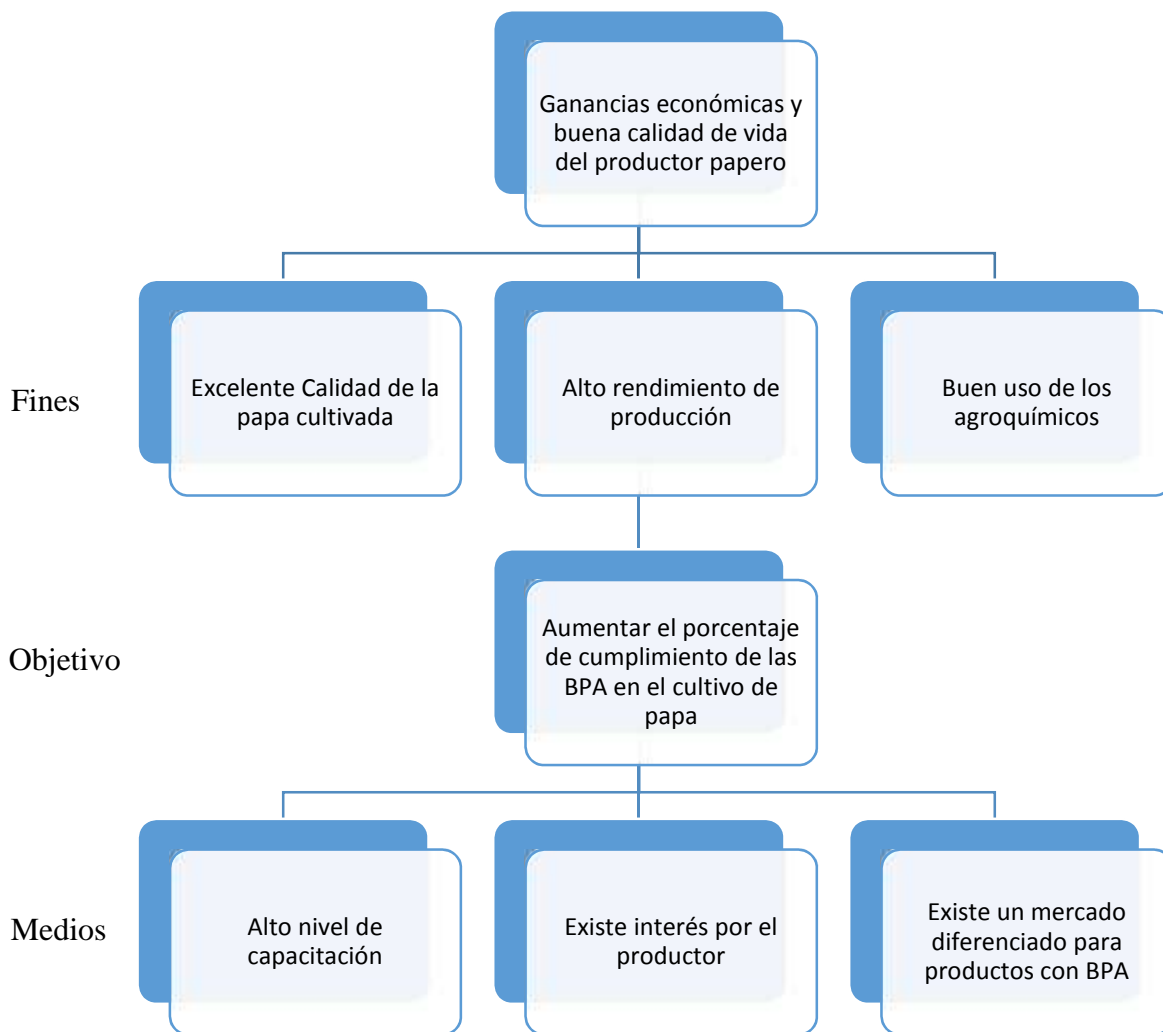 Ganancias económicas y
buena calidad de vida
del productor papero
Fines
Excelente Calidad de la
papa cultivada
Alto rendimiento de
producción
Buen uso de los
agroquímicos
Objetivo
Aumentar el porcentaje
de cumplimiento de las
BPA en el cultivo de
papa
Medios
Alto nivel de
capacitación
Existe interés por el
productor
Existe un mercado
diferenciado para
productos con BPA